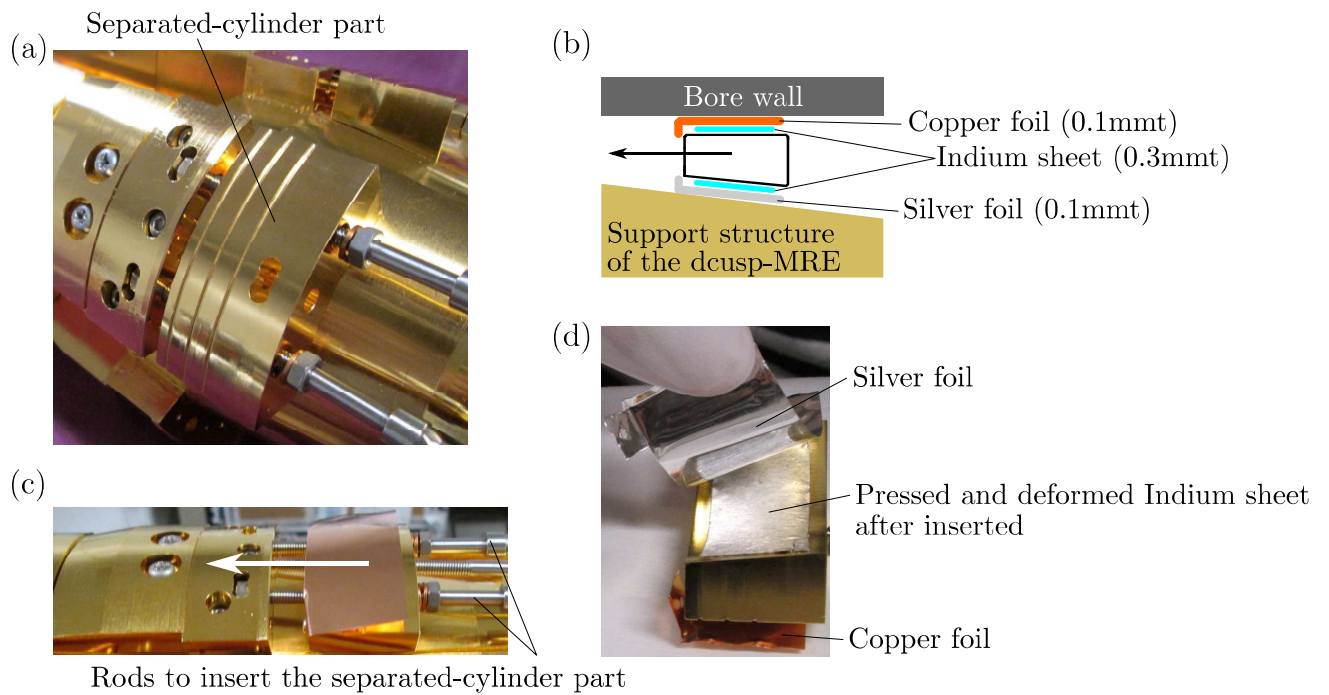 (a)
Separated-cylinder part
(b)
Bore wall
Copper foil (0.1mmt)
Indium sheet (0.3mmt)
Silver foil (0.1mmt)
Support structure
of the dcusp-MRE
(c)
Rods to insert the separated-cylinder part
(d)
Silver foil
Pressed and deformed Indium sheet
after inserted
Copper foil